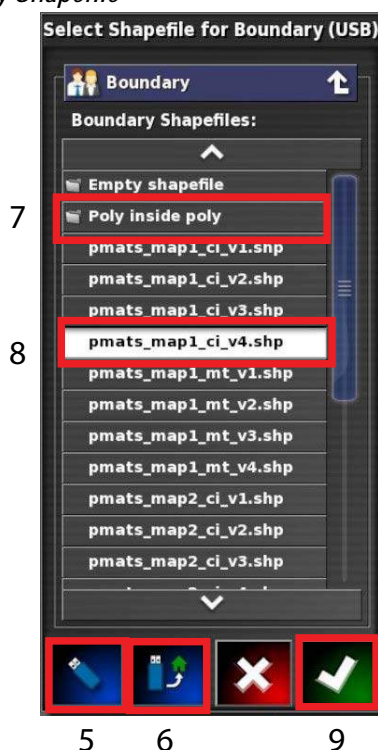 Select Shapefile for Boundary (USB)
Boundary
Boundary Shapefiles:
Empty shapefile
7
Poly inside poly
pmats_map1_ci_v1.shp
pmats_map1_ci_v2.shp
pmats_map1_ci_v3.shp
8
pmats_map1_ci_v4.shp
pmats_map1_mt_v1.shp
pmats_map1_mt_v2.shp
pmats_map1_mt_v3.shp
pmats_map1_mt_v4.shp
pmats_map2_ci_v1.shp
pmats_map2_ci_v2.shp
pmats_map2_ci_v3.shp
5 6 9